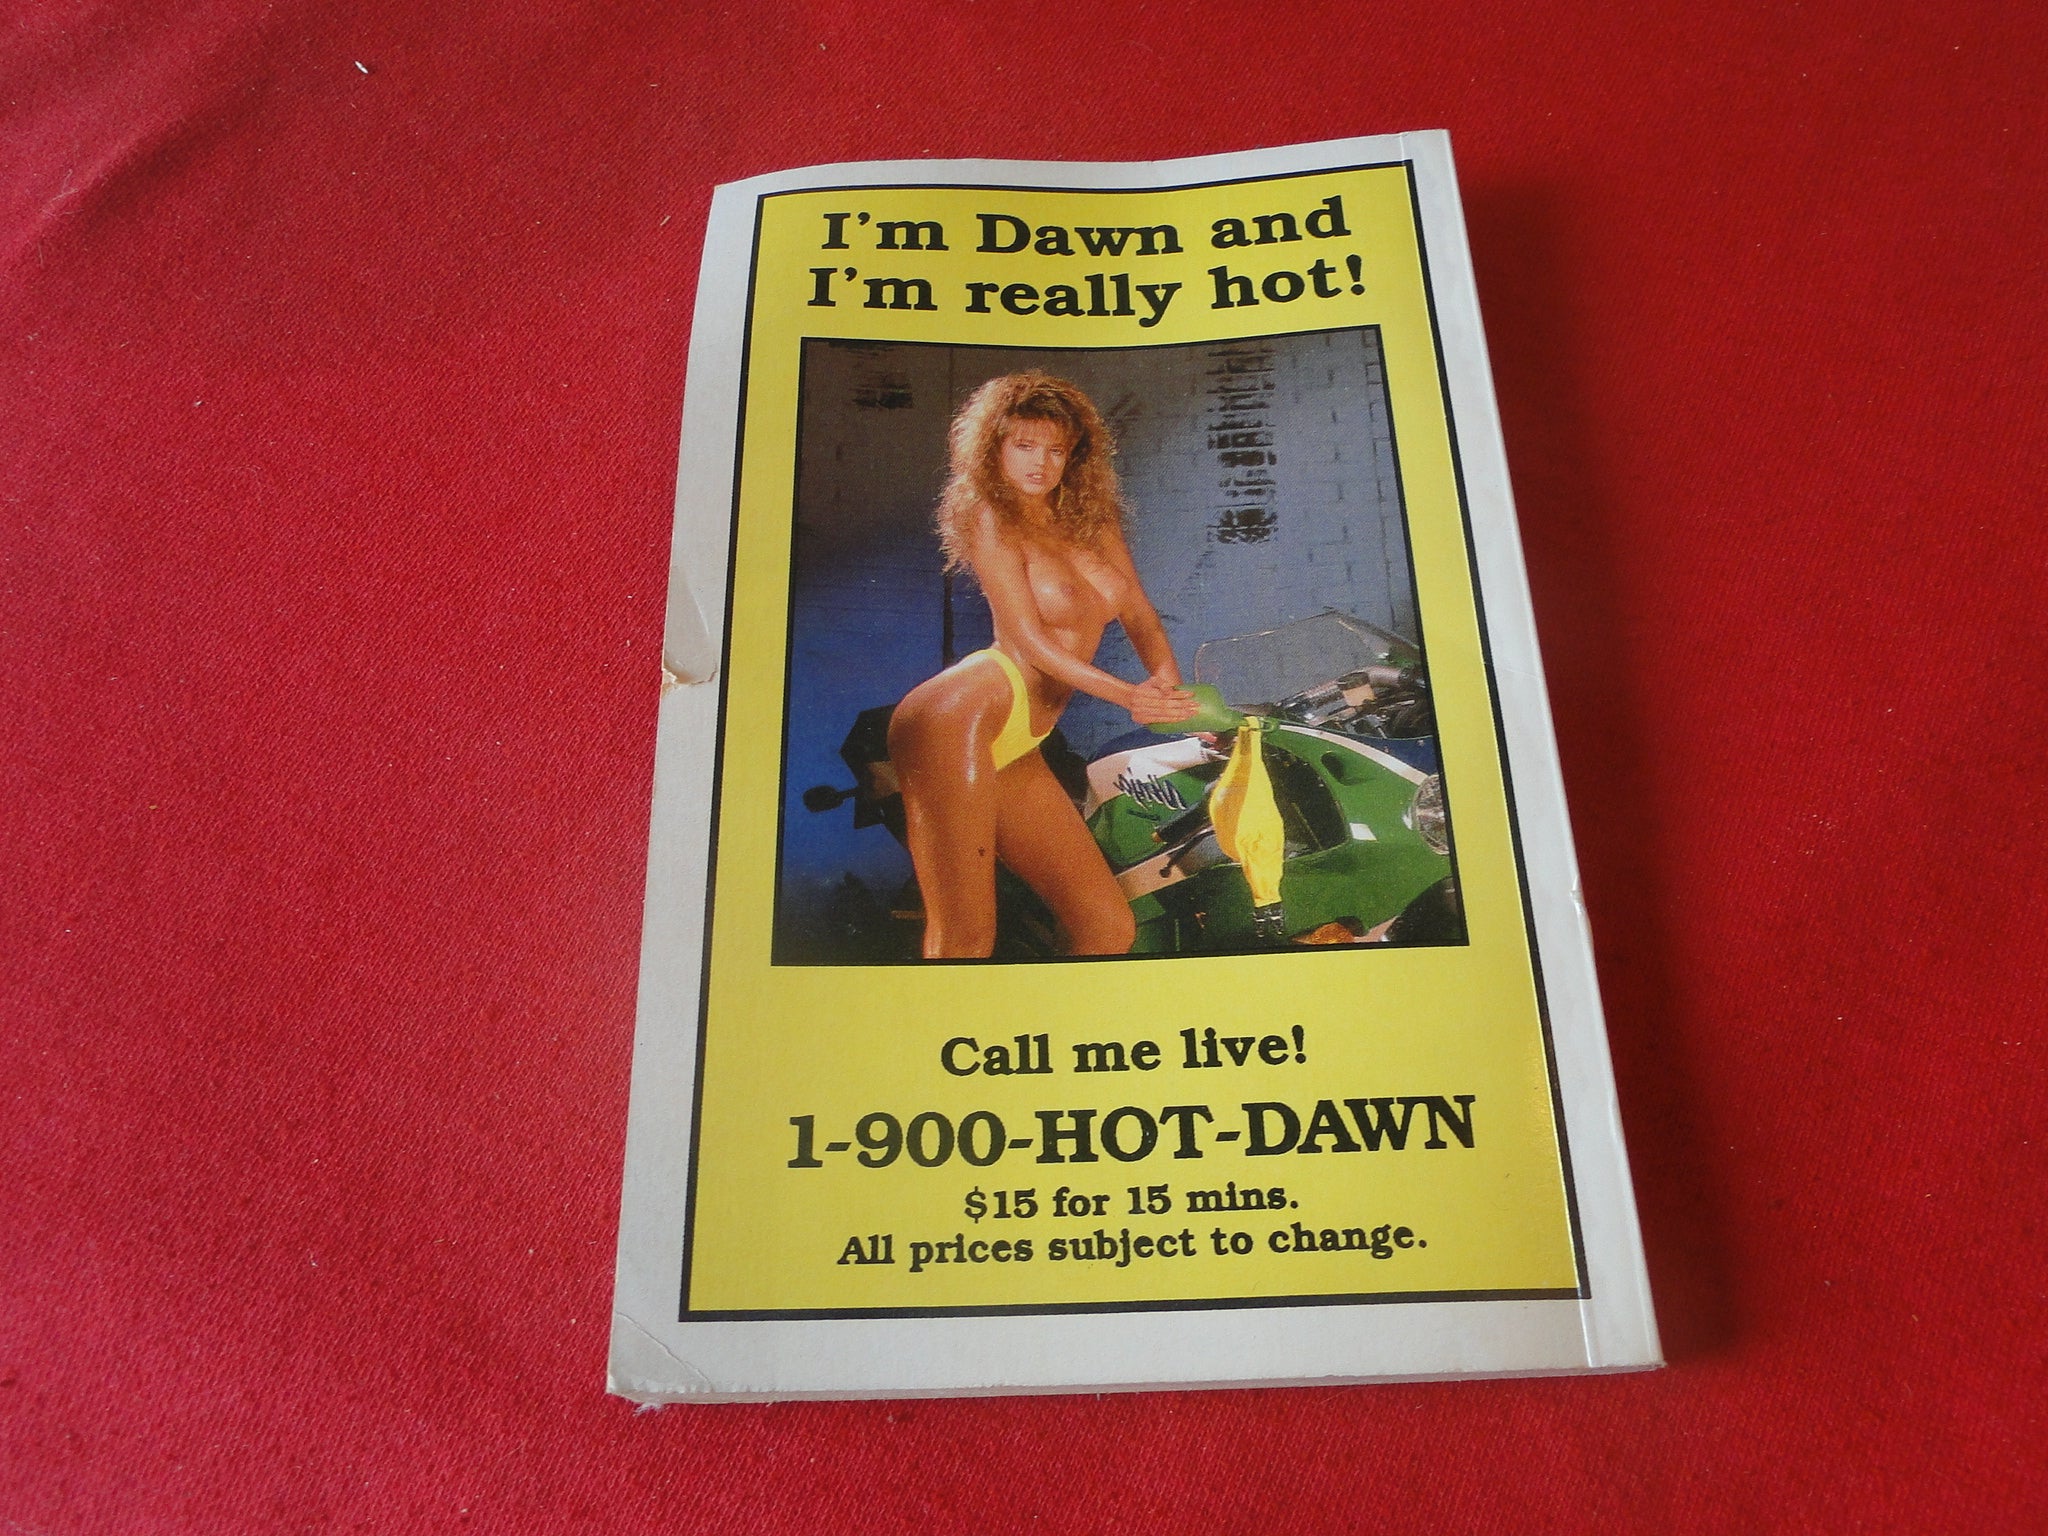 I'm Dawn and
I'm really hot!
Call me live!
1-900-HOT-DAWN
$15 for 15 mins.
All prices subject to change.